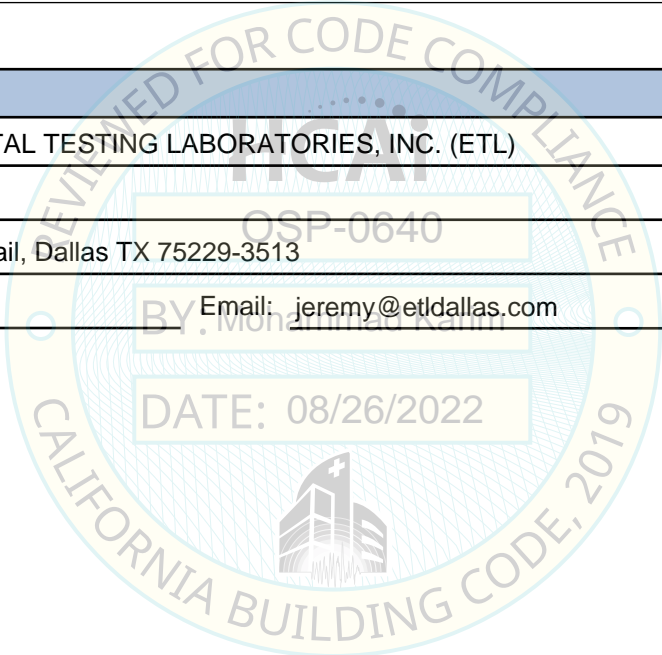 REVIEWED FOR CODE COMPLIANCE
HCAi
TAL TESTING LABORATORIES, INC. (ETL)
OSP-0640
ail, Dallas TX 75229-3513
Email: jeremy@etldallas.com
BY: Mohammad Karim
DATE: 08/26/2022
CALIFORNIA BUILDING CODE, 2019